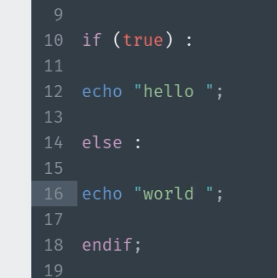 9
10 if (true) :
11
12 echo "hello ";
13
14 else :
15
16 echo "world ";
17
18 endif;
19